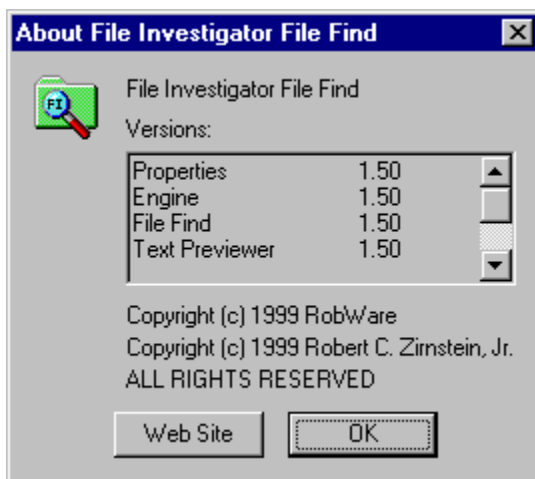 About File Investigator File Find
FI
File Investigator File Find
Versions:
Properties 1.50
Engine 1.50
File Find 1.50
Text Previewer 1.50
Copyright (c) 1999 RobWare
Copyright (c) 1999 Robert C. Zirnstein, Jr.
ALL RIGHTS RESERVED
Web Site OK